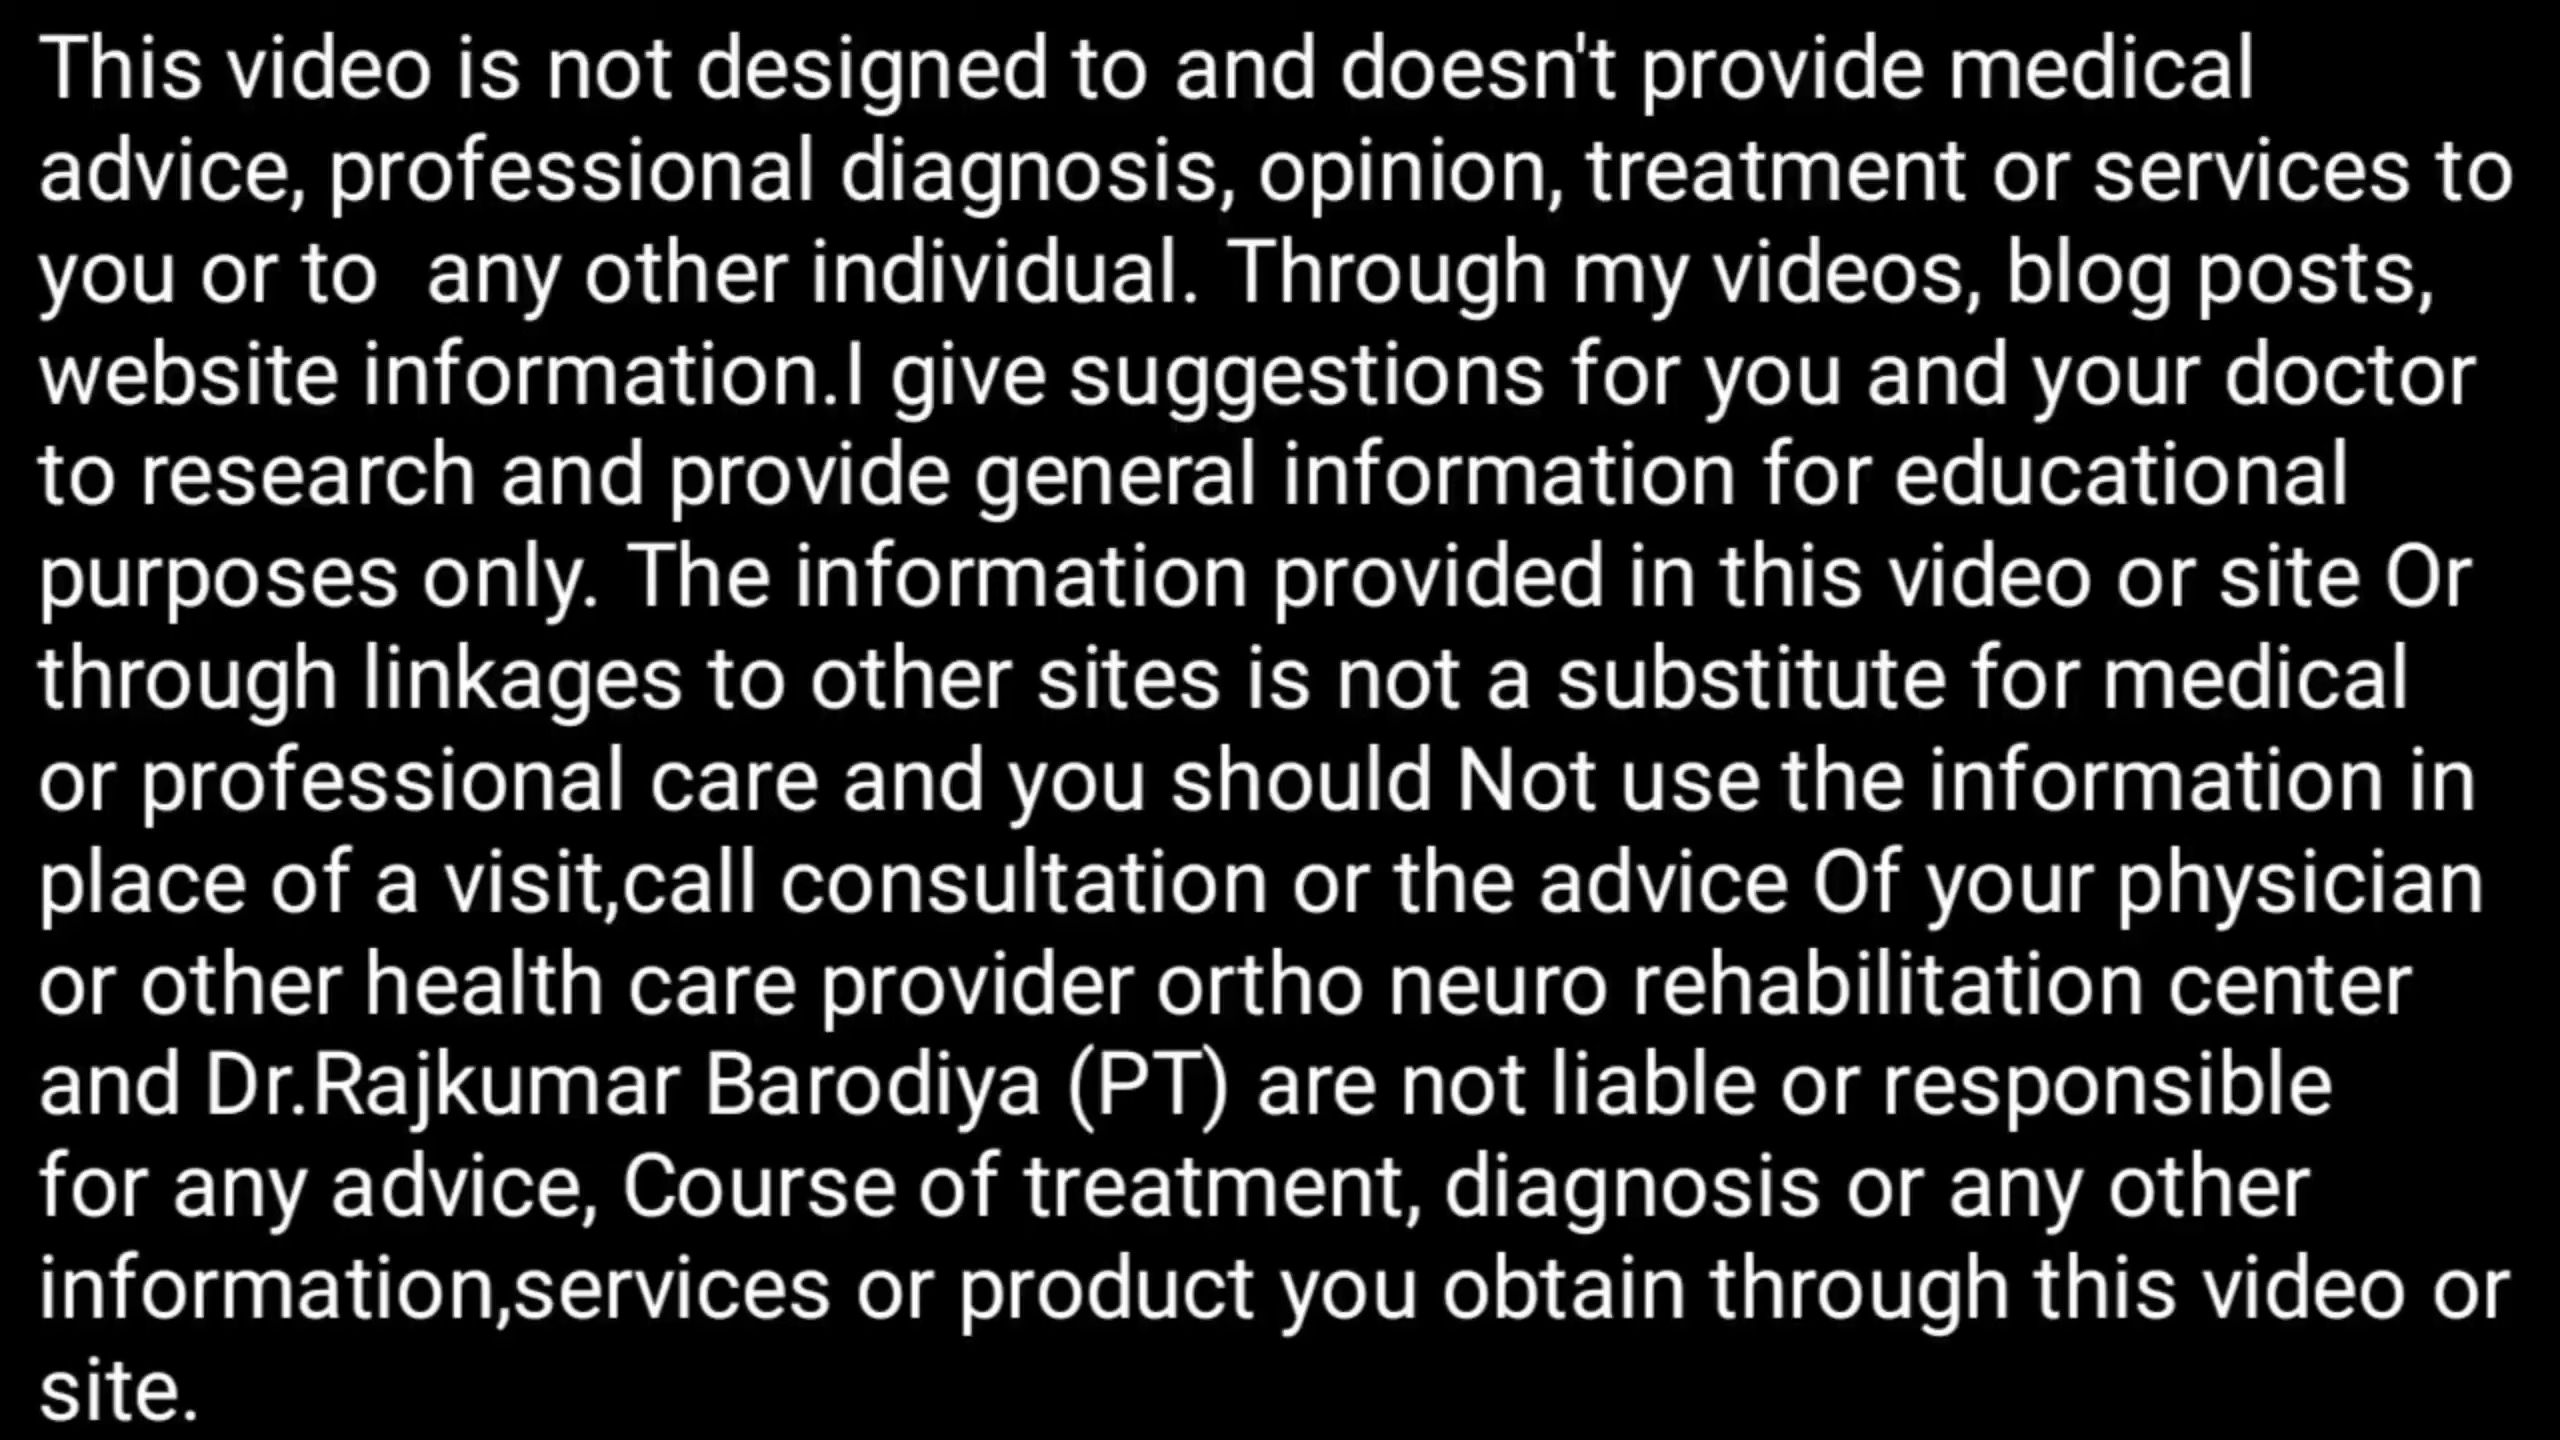 This video is not designed to and doesn't provide medical
advice, professional diagnosis, opinion, treatment or services to
you or to  any other individual. Through my videos, blog posts,
website information.I give suggestions for you and your doctor
to research and provide general information for educational
purposes only. The information provided in this video or site Or
through linkages to other sites is not a substitute for medical
or professional care and you should Not use the information in
place of a visit,call consultation or the advice Of your physician
or other health care provider ortho neuro rehabilitation center
and Dr.Rajkumar Barodiya (PT) are not liable or responsible
for any advice, Course of treatment, diagnosis or any other
information,services or product you obtain through this video or
site.